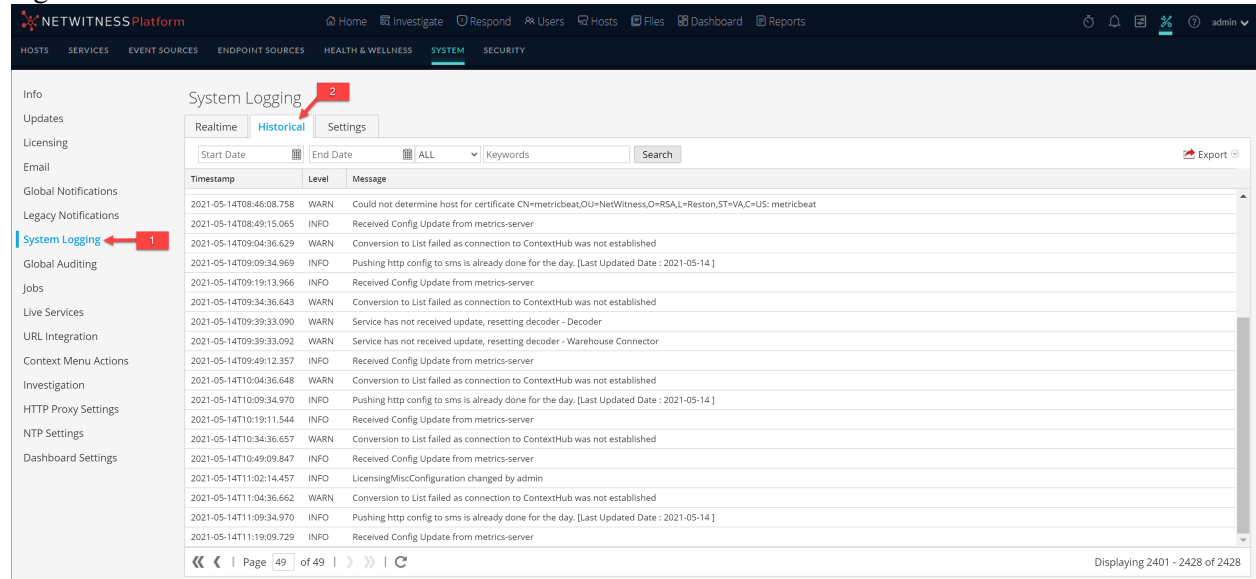 NETWITNESS Platform Home Investigate Respond Users Hosts Files Dashboard Reports admin
HOSTS SERVICES EVENT SOURCES ENDPOINT SOURCES HEALTH & WELLNESS SYSTEM SECURITY
Info
Updates
Licensing
Email
Global Notifications
Legacy Notifications
System Logging 1
Global Auditing
Jobs
Live Services
URL Integration
Context Menu Actions
Investigation
HTTP Proxy Settings
NTP Settings
Dashboard Settings
System Logging 2
Realtime Historical Settings
Start Date End Date ALL Keywords Search Export
Timestamp Level Message
2021-05-14T08:46:08.758 WARN Could not determine host for certificate CN=metricbeat,OU=NetWitness,O=RSA,L=Reston,ST=VA,C=US: metricbeat
2021-05-14T08:49:15.065 INFO Received Config Update from metrics-server
2021-05-14T09:04:36.629 WARN Conversion to List failed as connection to ContextHub was not established
2021-05-14T09:09:34.969 INFO Pushing http config to sms is already done for the day. [Last Updated Date : 2021-05-14 ]
2021-05-14T09:19:13.966 INFO Received Config Update from metrics-server
2021-05-14T09:34:36.643 WARN Conversion to List failed as connection to ContextHub was not established
2021-05-14T09:39:33.090 WARN Service has not received update, resetting decoder - Decoder
2021-05-14T09:39:33.092 WARN Service has not received update, resetting decoder - Warehouse Connector
2021-05-14T09:49:12.357 INFO Received Config Update from metrics-server
2021-05-14T10:04:36.648 WARN Conversion to List failed as connection to ContextHub was not established
2021-05-14T10:09:34.970 INFO Pushing http config to sms is already done for the day. [Last Updated Date : 2021-05-14 ]
2021-05-14T10:19:11.544 INFO Received Config Update from metrics-server
2021-05-14T10:34:36.657 WARN Conversion to List failed as connection to ContextHub was not established
2021-05-14T10:49:09.847 INFO Received Config Update from metrics-server
2021-05-14T11:02:14.457 INFO LicensingMiscConfiguration changed by admin
2021-05-14T11:04:36.662 WARN Conversion to List failed as connection to ContextHub was not established
2021-05-14T11:09:34.970 INFO Pushing http config to sms is already done for the day. [Last Updated Date : 2021-05-14 ]
2021-05-14T11:19:09.729 INFO Received Config Update from metrics-server
Page 49 of 49 Displaying 2401 - 2428 of 2428